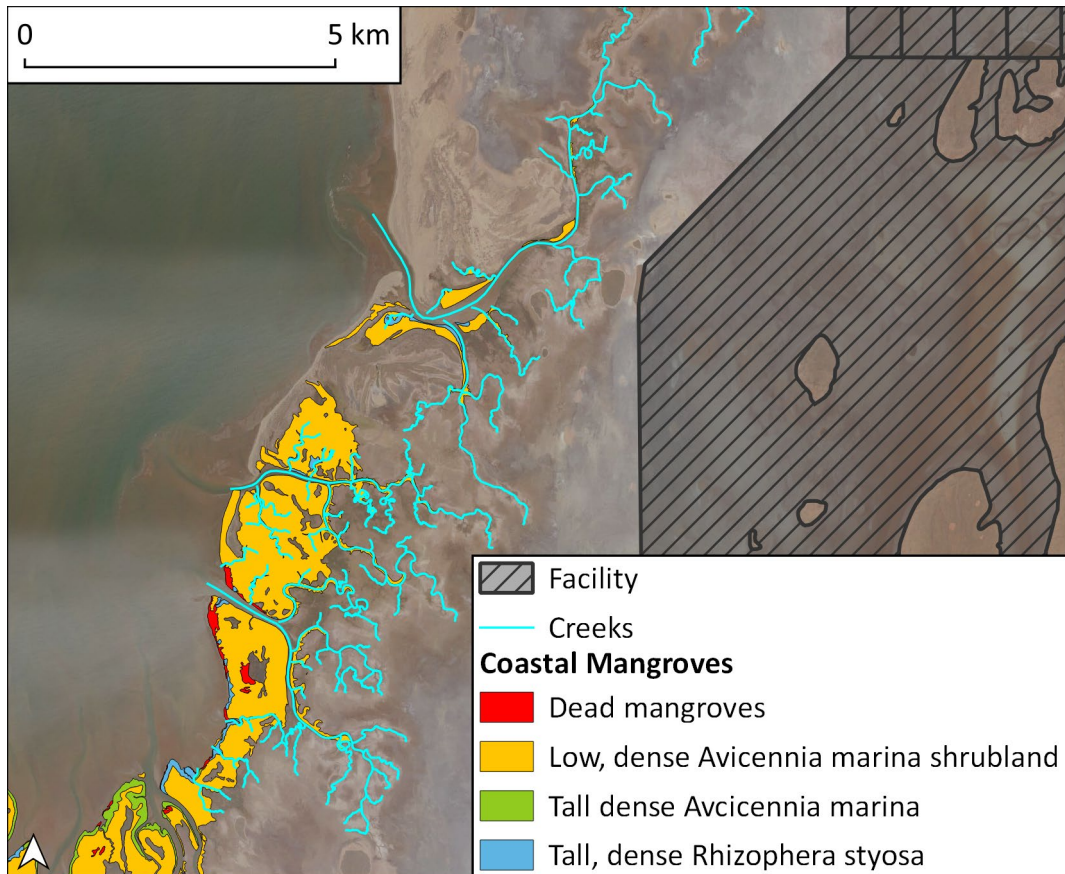 0 5 km
Facility
Creeks
Coastal Mangroves
Dead mangroves
Low, dense Avicennia marina shrubland
Tall dense Avcicennia marina
Tall, dense Rhizophera styosa